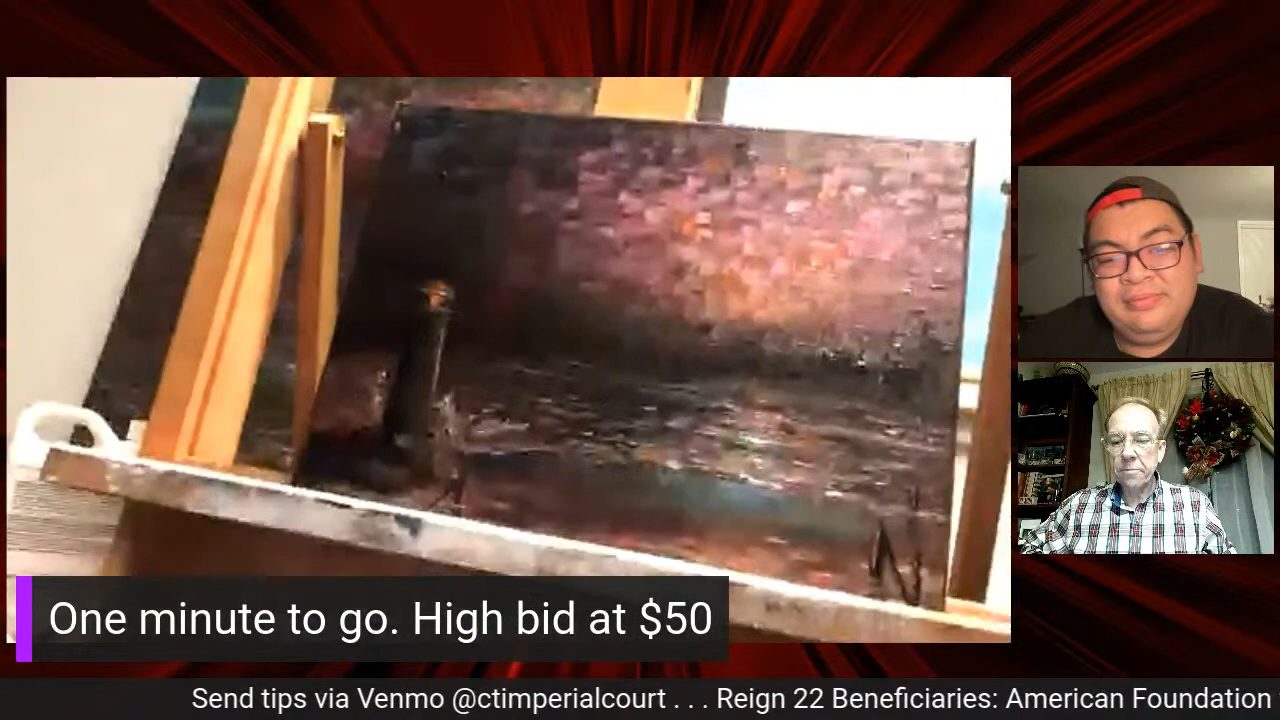 One minute to go. High bid at $50
Send tips via Venmo @ctimperialcourt . . . Reign 22 Beneficiaries: American Foundation